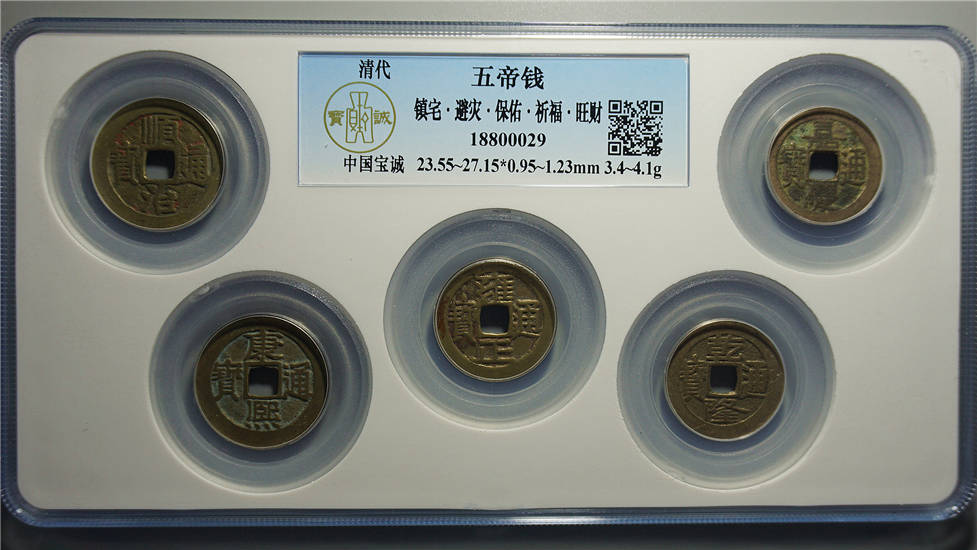 清代
五帝钱
寶 誠
镇宅·避灾·保佑·祈福·旺财
18800029
中国宝诚 23.55~27.15*0.95~1.23mm 3.4~4.1g
順治通寶
嘉慶通寶
雍正通寶
康熙通寶
乾隆通寶